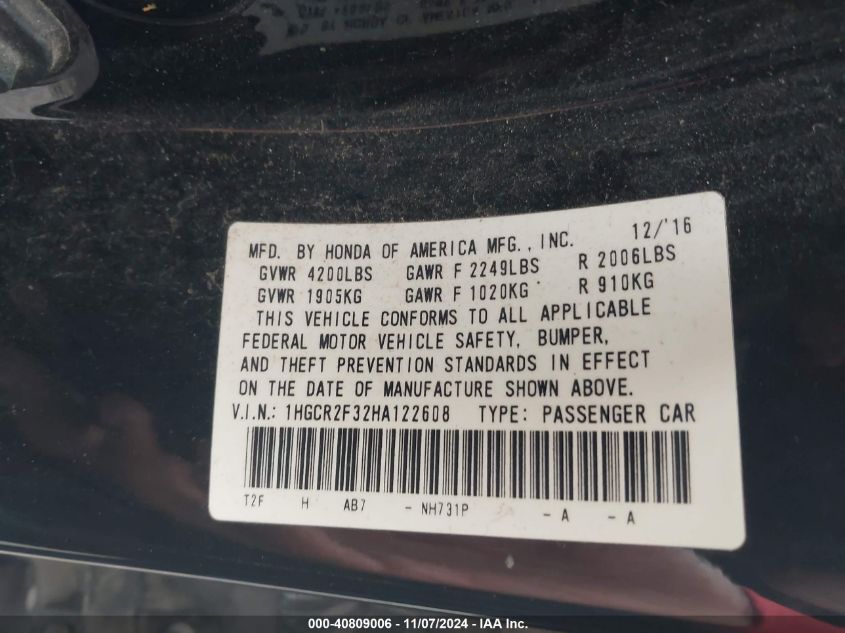 12/'16
MFD. BY HONDA OF AMERICA MFG., INC.
GVWR 4200LBS GAWR F 2249LBS R 2006LBS
GVWR 1905KG GAWR F 1020KG R 910KG
THIS VEHICLE CONFORMS TO ALL APPLICABLE
FEDERAL MOTOR VEHICLE SAFETY, BUMPER,
AND THEFT PREVENTION STANDARDS IN EFFECT
ON THE DATE OF MANUFACTURE SHOWN ABOVE.
V.I.N.: 1HGCR2F32HA122608 TYPE: PASSENGER CAR
T2F H AB7 - NH731P - A - A
000-40809006 - 11/07/2024 - IAA Inc.